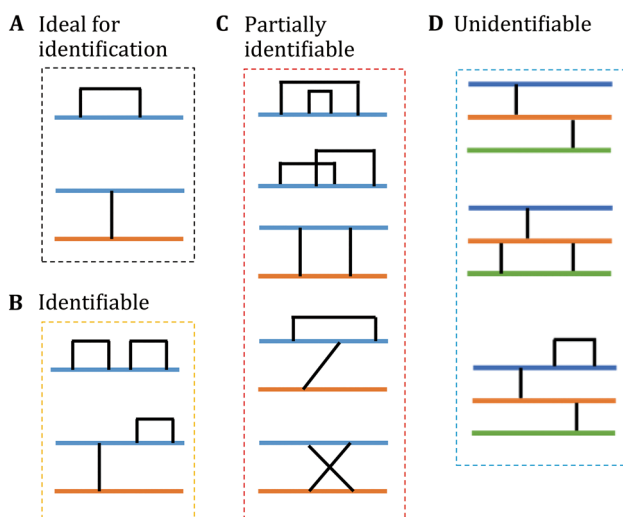 A Ideal for
identification
B Identifiable
C Partially
identifiable
D Unidentifiable